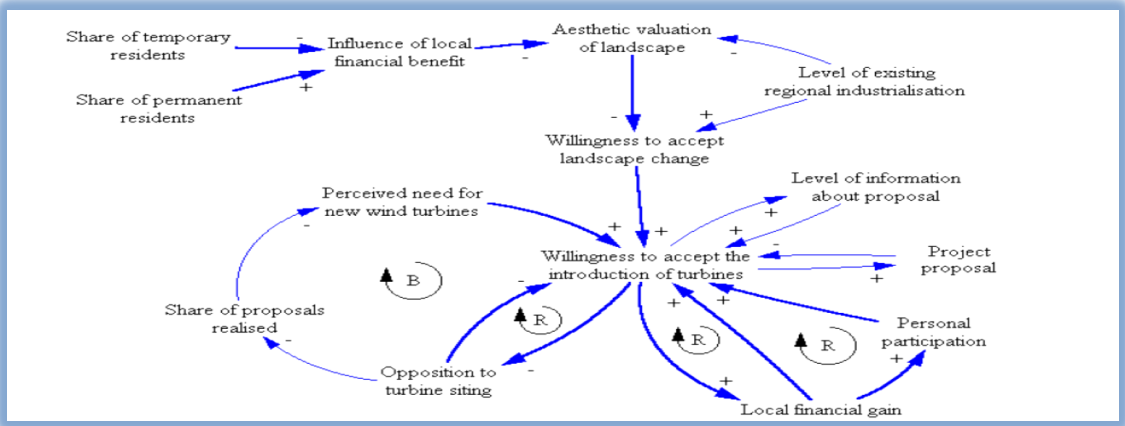 Share of temporary
residents
-
Influence of local
financial benefit
Aesthetic valuation
of landscape
-
-
Share of permanent
residents
+
Level of existing
regional industrialisation
-
+
Willingness to accept
landscape change
Level of information
about proposal
Perceived need for
new wind turbines
-
+
+
+
+
-
Willingness to accept the
introduction of turbines
Project
proposal
+
B
-
R
+
+
R
R
Share of proposals
realised
-
Personal
participation
+
Opposition to
turbine siting
-
+
Local financial gain